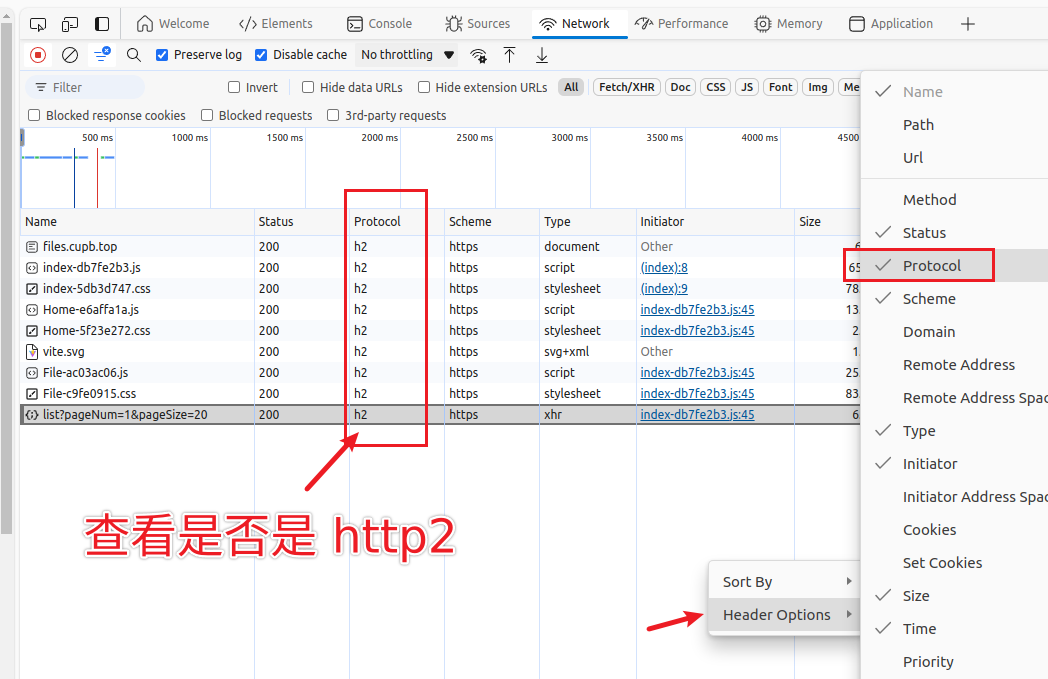 Welcome Elements Console Sources Network Performance Memory Application
Preserve log Disable cache No throttling
Filter Invert Hide data URLs Hide extension URLs All Fetch/XHR Doc CSS JS Font Img Me
Blocked response cookies Blocked requests 3rd-party requests
500 ms 1000 ms 1500 ms 2000 ms 2500 ms 3000 ms 3500 ms 4000 ms 4500
Name Status Protocol Scheme Type Initiator Size
files.cupb.top 200 h2 https document Other 6
index-db7fe2b3.js 200 h2 https script (index):8 65
index-5db3d747.css 200 h2 https stylesheet (index):9 78
Home-e6affa1a.js 200 h2 https script index-db7fe2b3.js:45 13
Home-5f23e272.css 200 h2 https stylesheet index-db7fe2b3.js:45 2
vite.svg 200 h2 https svg+xml Other 1
File-ac03ac06.js 200 h2 https script index-db7fe2b3.js:45 25
File-c9fe0915.css 200 h2 https stylesheet index-db7fe2b3.js:45 83
list?pageNum=1&pageSize=20 200 h2 https xhr index-db7fe2b3.js:45 6
查看是否是 http2
Sort By
Header Options
Name
Path
Url
Method
Status
Protocol
Scheme
Domain
Remote Address
Remote Address Spac
Type
Initiator
Initiator Address Spac
Cookies
Set Cookies
Size
Time
Priority